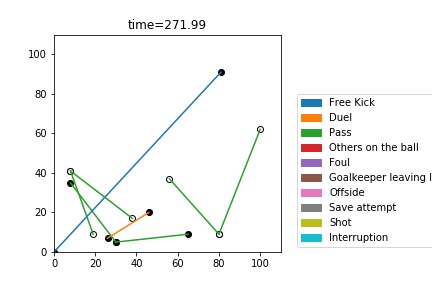 time=271.99
100
80
60
40
20
0
0 20 40 60 80 100
Free Kick
Duel
Pass
Others on the ball
Foul
Goalkeeper leaving l
Offside
Save attempt
Shot
Interruption